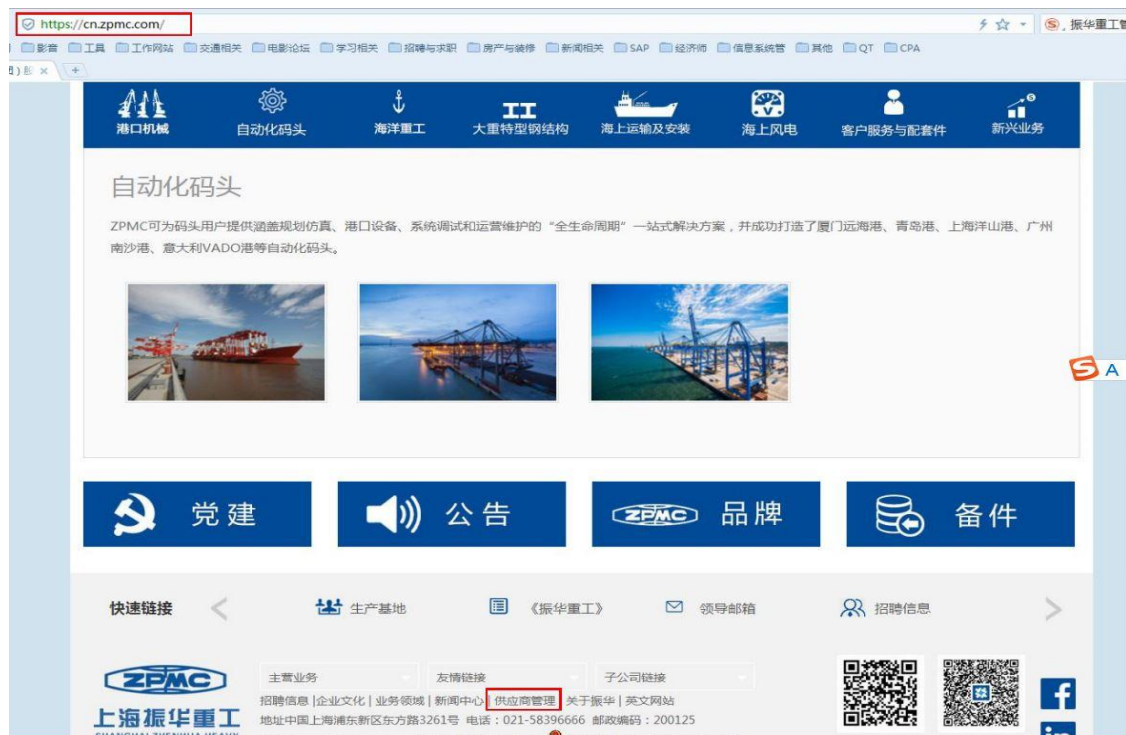 https://cn.zpmc.com/
振华重工管
影音 工具 工作网站 交通相关 电影论坛 学习相关 招聘与求职 房产与装修 新闻相关 SAP 经济师 信息系统管 其他 QT CPA
港口机械 自动化码头 海洋重工 大重特型钢结构 海上运输及安装 海上风电 客户服务与配套件 新兴业务
自动化码头
ZPMC可为码头用户提供涵盖规划仿真、港口设备、系统调试和运营维护的“全生命周期”一站式解决方案，并成功打造了厦门远海港、青岛港、上海洋山港、广州
南沙港、意大利VADO港等自动化码头。
A
党建 公告 ZPMC 品牌 备件
快速链接 生产基地 《振华重工》 领导邮箱 招聘信息
ZPMC 主营业务 友情链接 子公司链接
招聘信息 |企业文化 | 业务领域 | 新闻中心 | 供应商管理 | 关于振华 | 英文网站
上海振华重工 地址中国上海浦东新区东方路3261号 电话：021-58396666 邮政编码：200125
SHANGHAI ZHENHUA HEAVY
in